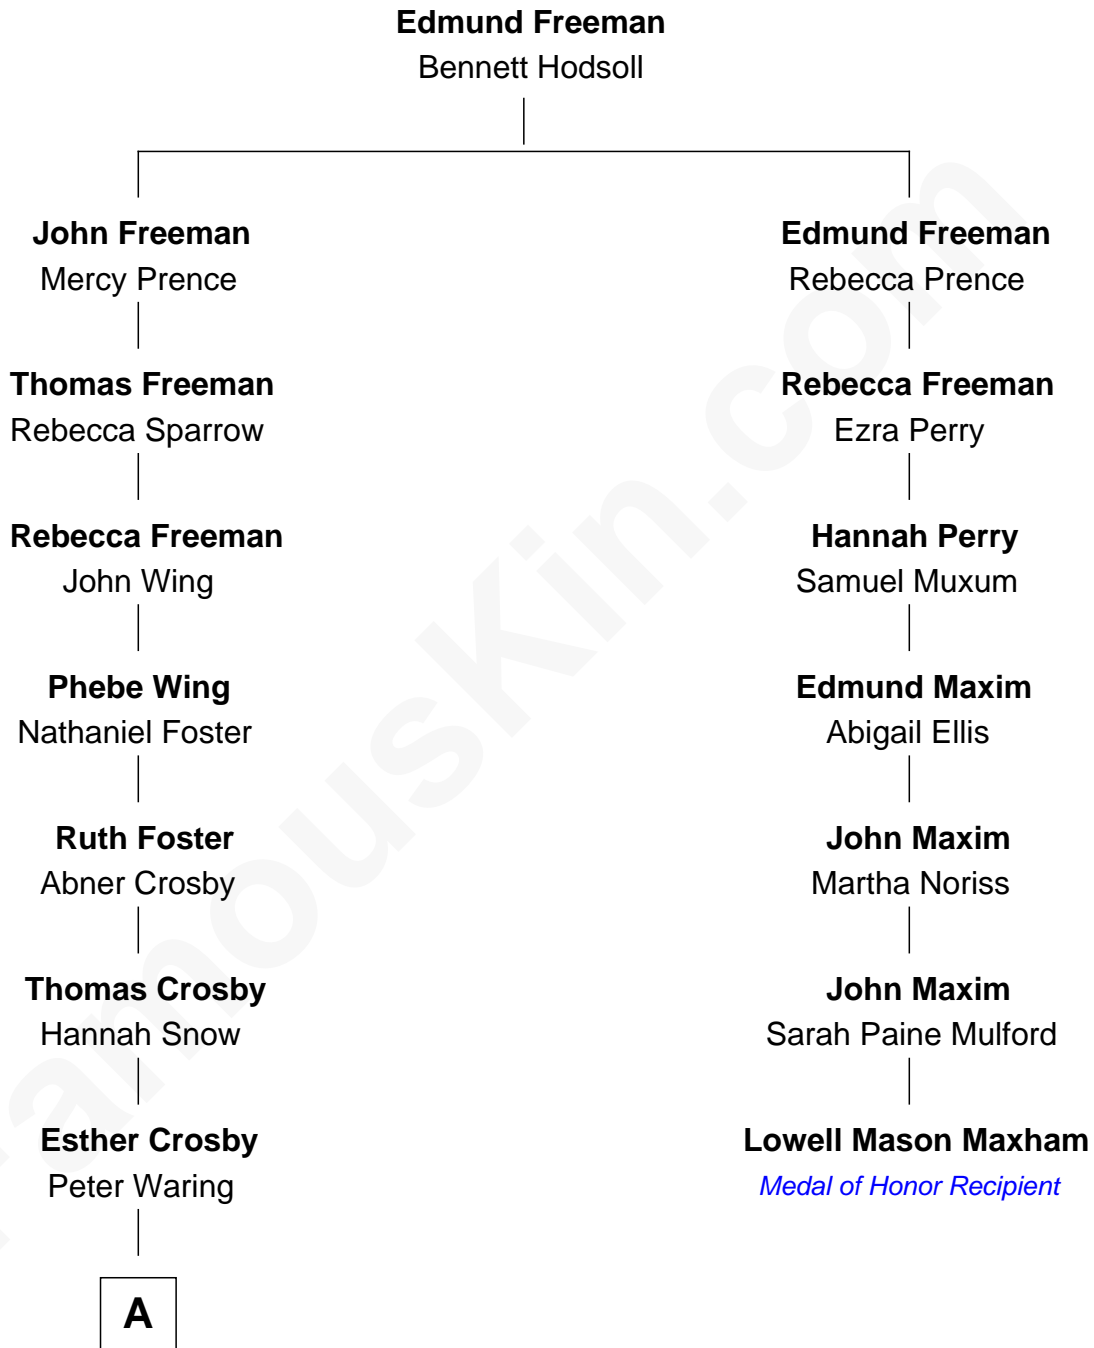 Edmund Freeman
Bennett Hodsoll
John Freeman
Mercy Prence
Edmund Freeman
Rebecca Prence
Thomas Freeman
Rebecca Sparrow
Rebecca Freeman
Ezra Perry
Rebecca Freeman
John Wing
Hannah Perry
Samuel Muxum
Phebe Wing
Nathaniel Foster
Edmund Maxim
Abigail Ellis
Ruth Foster
Abner Crosby
John Maxim
Martha Noriss
Thomas Crosby
Hannah Snow
John Maxim
Sarah Paine Mulford
Esther Crosby
Peter Waring
Lowell Mason Maxham
Medal of Honor Recipient
A
FamousKin.com